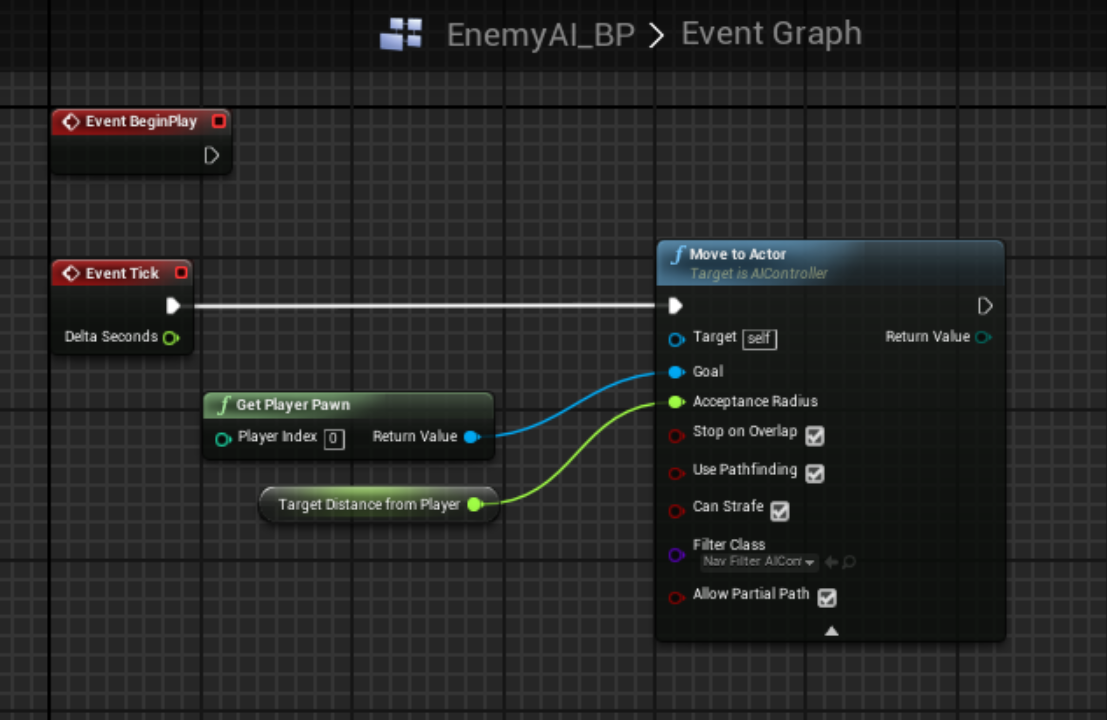 EnemyAI_BP > Event Graph
Event BeginPlay
Event Tick
Delta Seconds
Get Player Pawn
Player Index 0 Return Value
Target Distance from Player
Move to Actor
Target is AIController
Target self Return Value
Goal
Acceptance Radius
Stop on Overlap
Use Pathfinding
Can Strafe
Filter Class
Nav Filter AICon
Allow Partial Path